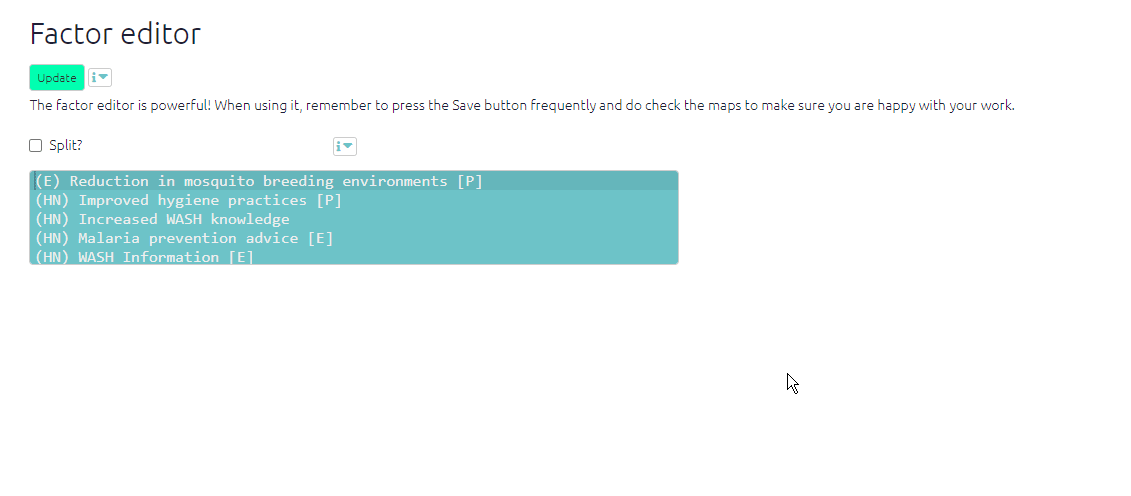 Factor editor
Update
The factor editor is powerful! When using it, remember to press the Save button frequently and do check the maps to make sure you are happy with your work.
Split?
(E) Reduction in mosquito breeding environments [P]
(HN) Improved hygiene practices [P]
(HN) Increased WASH knowledge
(HN) Malaria prevention advice [E]
(HN) WASH Information [E]